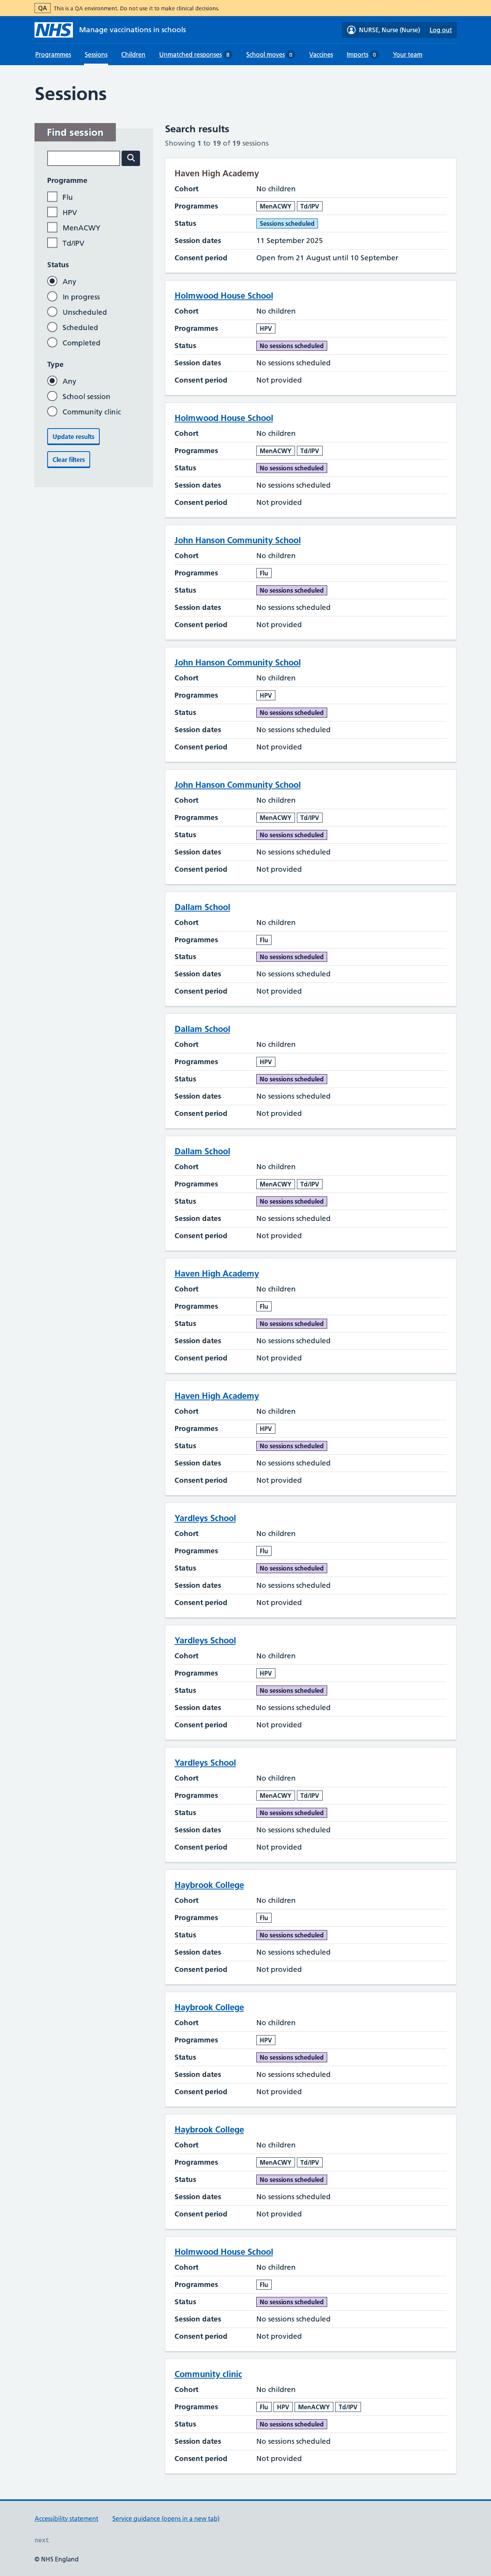 QA This is a QA environment. Do not use it to make clinical decisions.
NHS Manage vaccinations in schools NURSE, Nurse (Nurse) Log out
Programmes Sessions Children Unmatched responses 8 School moves 0 Vaccines Imports 0 Your team
Sessions
Find session
Programme
Flu
HPV
MenACWY
Td/IPV
Status
Any
In progress
Unscheduled
Scheduled
Completed
Type
Any
School session
Community clinic
Update results
Clear filters
Search results
Showing 1 to 19 of 19 sessions
Haven High Academy
Cohort No children
Programmes MenACWY Td/IPV
Status Sessions scheduled
Session dates 11 September 2025
Consent period Open from 21 August until 10 September
Holmwood House School
Cohort No children
Programmes HPV
Status No sessions scheduled
Session dates No sessions scheduled
Consent period Not provided
Holmwood House School
Cohort No children
Programmes MenACWY Td/IPV
Status No sessions scheduled
Session dates No sessions scheduled
Consent period Not provided
John Hanson Community School
Cohort No children
Programmes Flu
Status No sessions scheduled
Session dates No sessions scheduled
Consent period Not provided
John Hanson Community School
Cohort No children
Programmes HPV
Status No sessions scheduled
Session dates No sessions scheduled
Consent period Not provided
John Hanson Community School
Cohort No children
Programmes MenACWY Td/IPV
Status No sessions scheduled
Session dates No sessions scheduled
Consent period Not provided
Dallam School
Cohort No children
Programmes Flu
Status No sessions scheduled
Session dates No sessions scheduled
Consent period Not provided
Dallam School
Cohort No children
Programmes HPV
Status No sessions scheduled
Session dates No sessions scheduled
Consent period Not provided
Dallam School
Cohort No children
Programmes MenACWY Td/IPV
Status No sessions scheduled
Session dates No sessions scheduled
Consent period Not provided
Haven High Academy
Cohort No children
Programmes Flu
Status No sessions scheduled
Session dates No sessions scheduled
Consent period Not provided
Haven High Academy
Cohort No children
Programmes HPV
Status No sessions scheduled
Session dates No sessions scheduled
Consent period Not provided
Yardleys School
Cohort No children
Programmes Flu
Status No sessions scheduled
Session dates No sessions scheduled
Consent period Not provided
Yardleys School
Cohort No children
Programmes HPV
Status No sessions scheduled
Session dates No sessions scheduled
Consent period Not provided
Yardleys School
Cohort No children
Programmes MenACWY Td/IPV
Status No sessions scheduled
Session dates No sessions scheduled
Consent period Not provided
Haybrook College
Cohort No children
Programmes Flu
Status No sessions scheduled
Session dates No sessions scheduled
Consent period Not provided
Haybrook College
Cohort No children
Programmes HPV
Status No sessions scheduled
Session dates No sessions scheduled
Consent period Not provided
Haybrook College
Cohort No children
Programmes MenACWY Td/IPV
Status No sessions scheduled
Session dates No sessions scheduled
Consent period Not provided
Holmwood House School
Cohort No children
Programmes Flu
Status No sessions scheduled
Session dates No sessions scheduled
Consent period Not provided
Community clinic
Cohort No children
Programmes Flu HPV MenACWY Td/IPV
Status No sessions scheduled
Session dates No sessions scheduled
Consent period Not provided
Accessibility statement Service guidance (opens in a new tab)
next
© NHS England